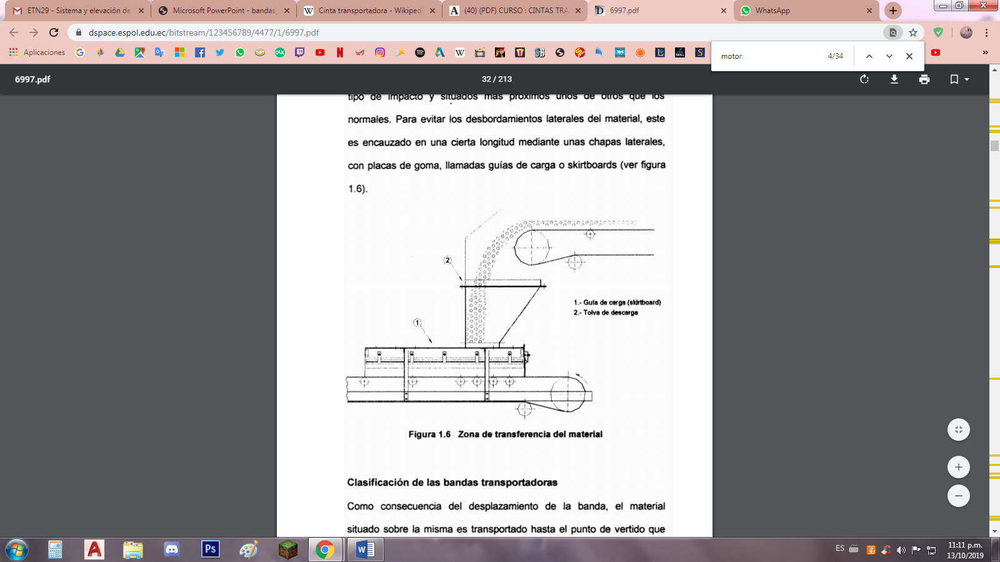 ETN29 - Sistema y elevación de
Microsoft PowerPoint - bandas_
Cinta transportadora - Wikipedi
(40) (PDF) CURSO : CINTAS TRA
6997.pdf
WhatsApp
dspace.espol.edu.ec/bitstream/123456789/4477/1/6997.pdf
Aplicaciones
motor
4/34
6997.pdf
32 / 213
tipo de impacto y situados mas próximos unos de otros que los
normales. Para evitar los desbordamientos laterales del material, este
es encauzado en una cierta longitud mediante unas chapas laterales,
con placas de goma, llamadas guías de carga o skirtboards (ver figura
1.6).
2
1.- Guía de carga (skirtboard)
2.- Tolva de descarga
1
Figura 1.6 Zona de transferencia del material
Clasificación de las bandas transportadoras
Como consecuencia del desplazamiento de la banda, el material
situado sobre la misma es transportado hasta el punto de vertido que
ES
11:11 p.m.
13/10/2019